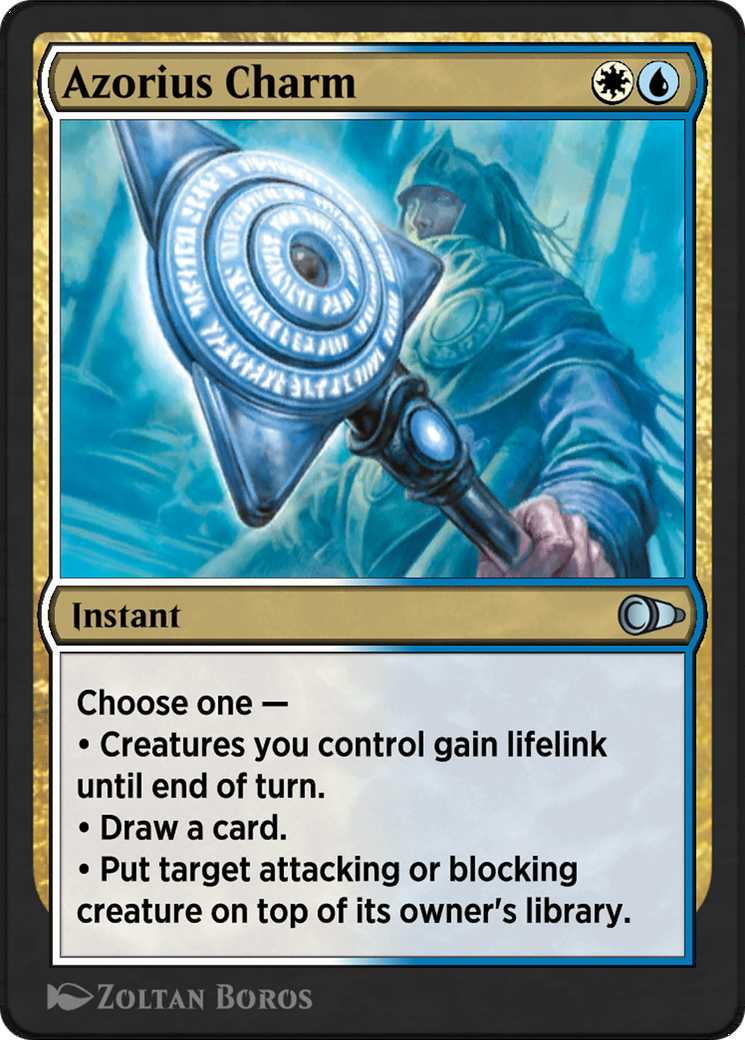 Azorius Charm
Instant
Choose one —
• Creatures you control gain lifelink
until end of turn.
• Draw a card.
• Put target attacking or blocking
creature on top of its owner's library.
ZOLTAN BOROS